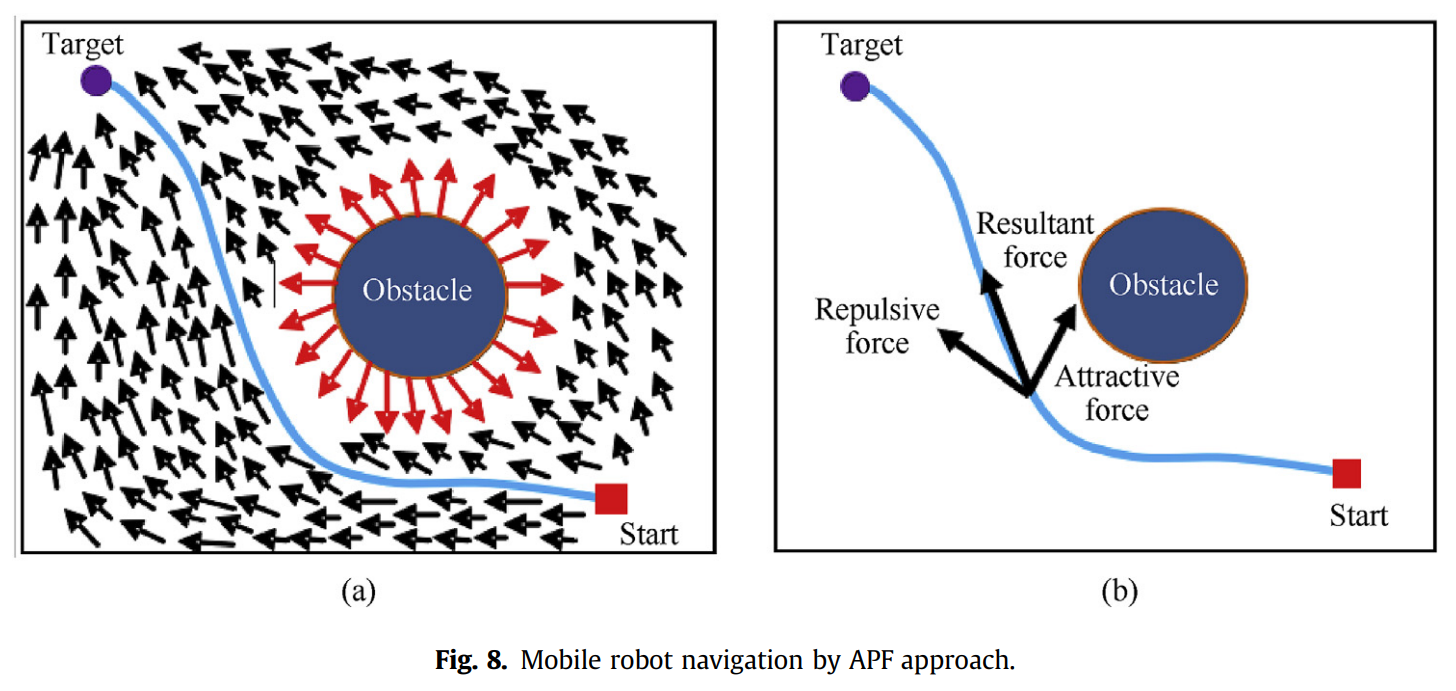 Target
Obstacle
Start
(a)
Target
Resultant
force
Obstacle
Repulsive
force
Attractive
force
Start
(b)
Fig. 8. Mobile robot navigation by APF approach.